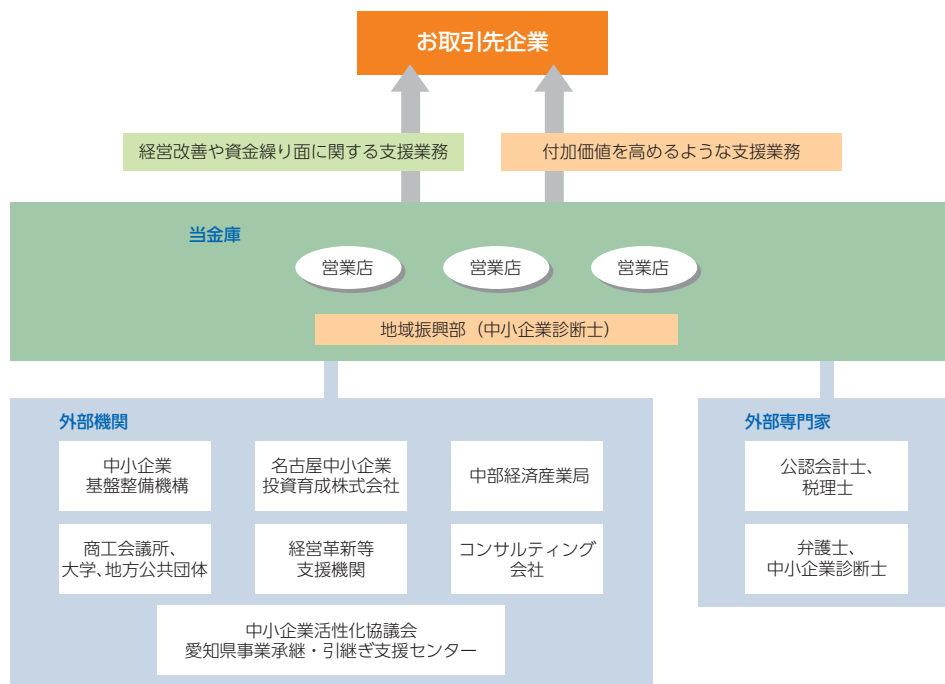 お取引先企業
経営改善や資金繰り面に関する支援業務
付加価値を高めるような支援業務
当金庫
営業店
営業店
営業店
地域振興部（中小企業診断士）
外部機関
中小企業
基盤整備機構
名古屋中小企業
投資育成株式会社
中部経済産業局
商工会議所、
大学、地方公共団体
経営革新等
支援機関
コンサルティング
会社
中小企業活性化協議会
愛知県事業承継・引継ぎ支援センター
外部専門家
公認会計士、
税理士
弁護士、
中小企業診断士